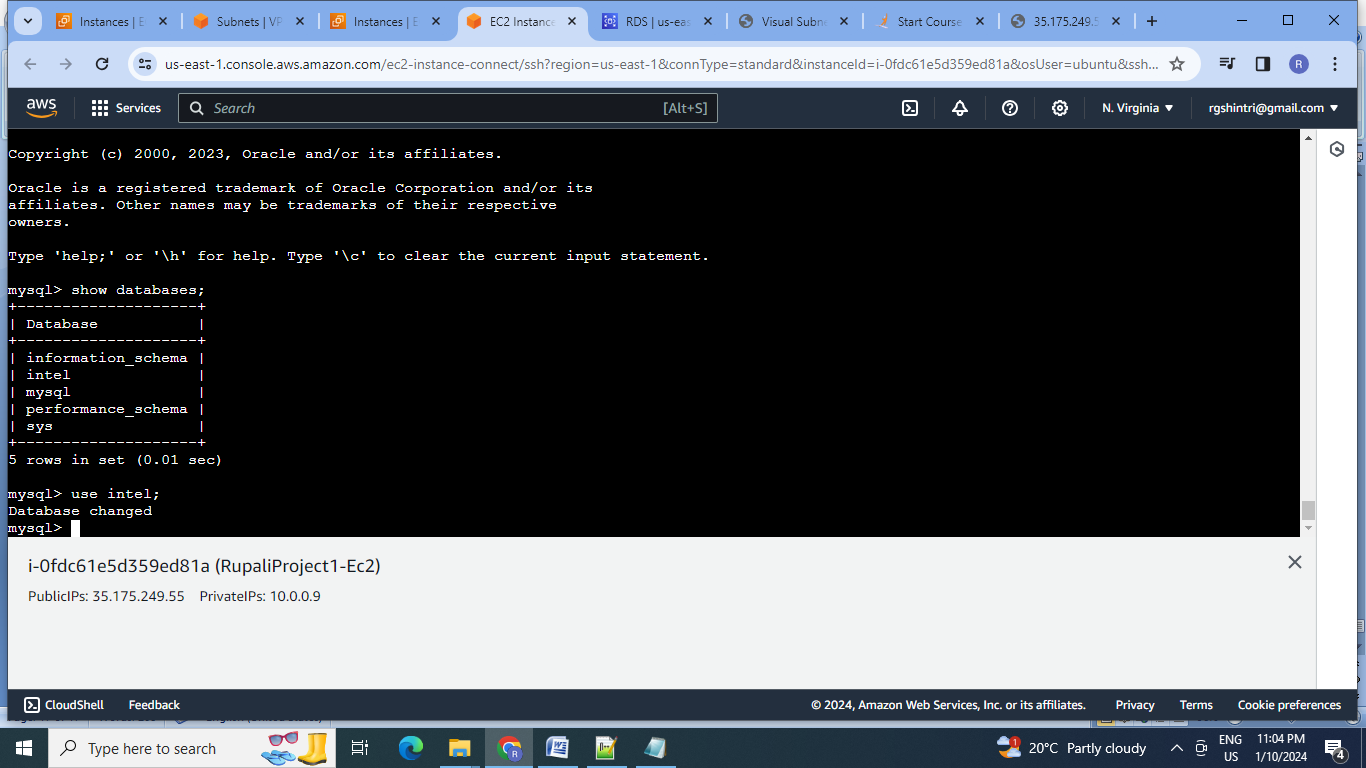 Instances | E
Subnets | VP
Instances | E
EC2 Instance
RDS | us-eas
Visual Subn
Start Course
35.175.249.5
us-east-1.console.aws.amazon.com/ec2-instance-connect/ssh?region=us-east-1&connType=standard&instanceId=i-0fdc61e5d359ed81a&osUser=ubuntu&ssh...
R
aws
Services
Search
[Alt+S]
N. Virginia
rgshintri@gmail.com
Copyright (c) 2000, 2023, Oracle and/or its affiliates.
Oracle is a registered trademark of Oracle Corporation and/or its
affiliates. Other names may be trademarks of their respective
owners.
Type 'help;' or '\h' for help. Type '\c' to clear the current input statement.
mysql> show databases;
+--------------------+
| Database           |
+--------------------+
| information_schema |
| intel              |
| mysql              |
| performance_schema |
| sys                |
+--------------------+
5 rows in set (0.01 sec)
mysql> use intel;
Database changed
mysql>
i-0fdc61e5d359ed81a (RupaliProject1-Ec2)
PublicIPs: 35.175.249.55 PrivateIPs: 10.0.0.9
CloudShell
Feedback
© 2024, Amazon Web Services, Inc. or its affiliates.
Privacy
Terms
Cookie preferences
Type here to search
R
1
20°C Partly cloudy
ENG
US
11:04 PM
1/10/2024
4